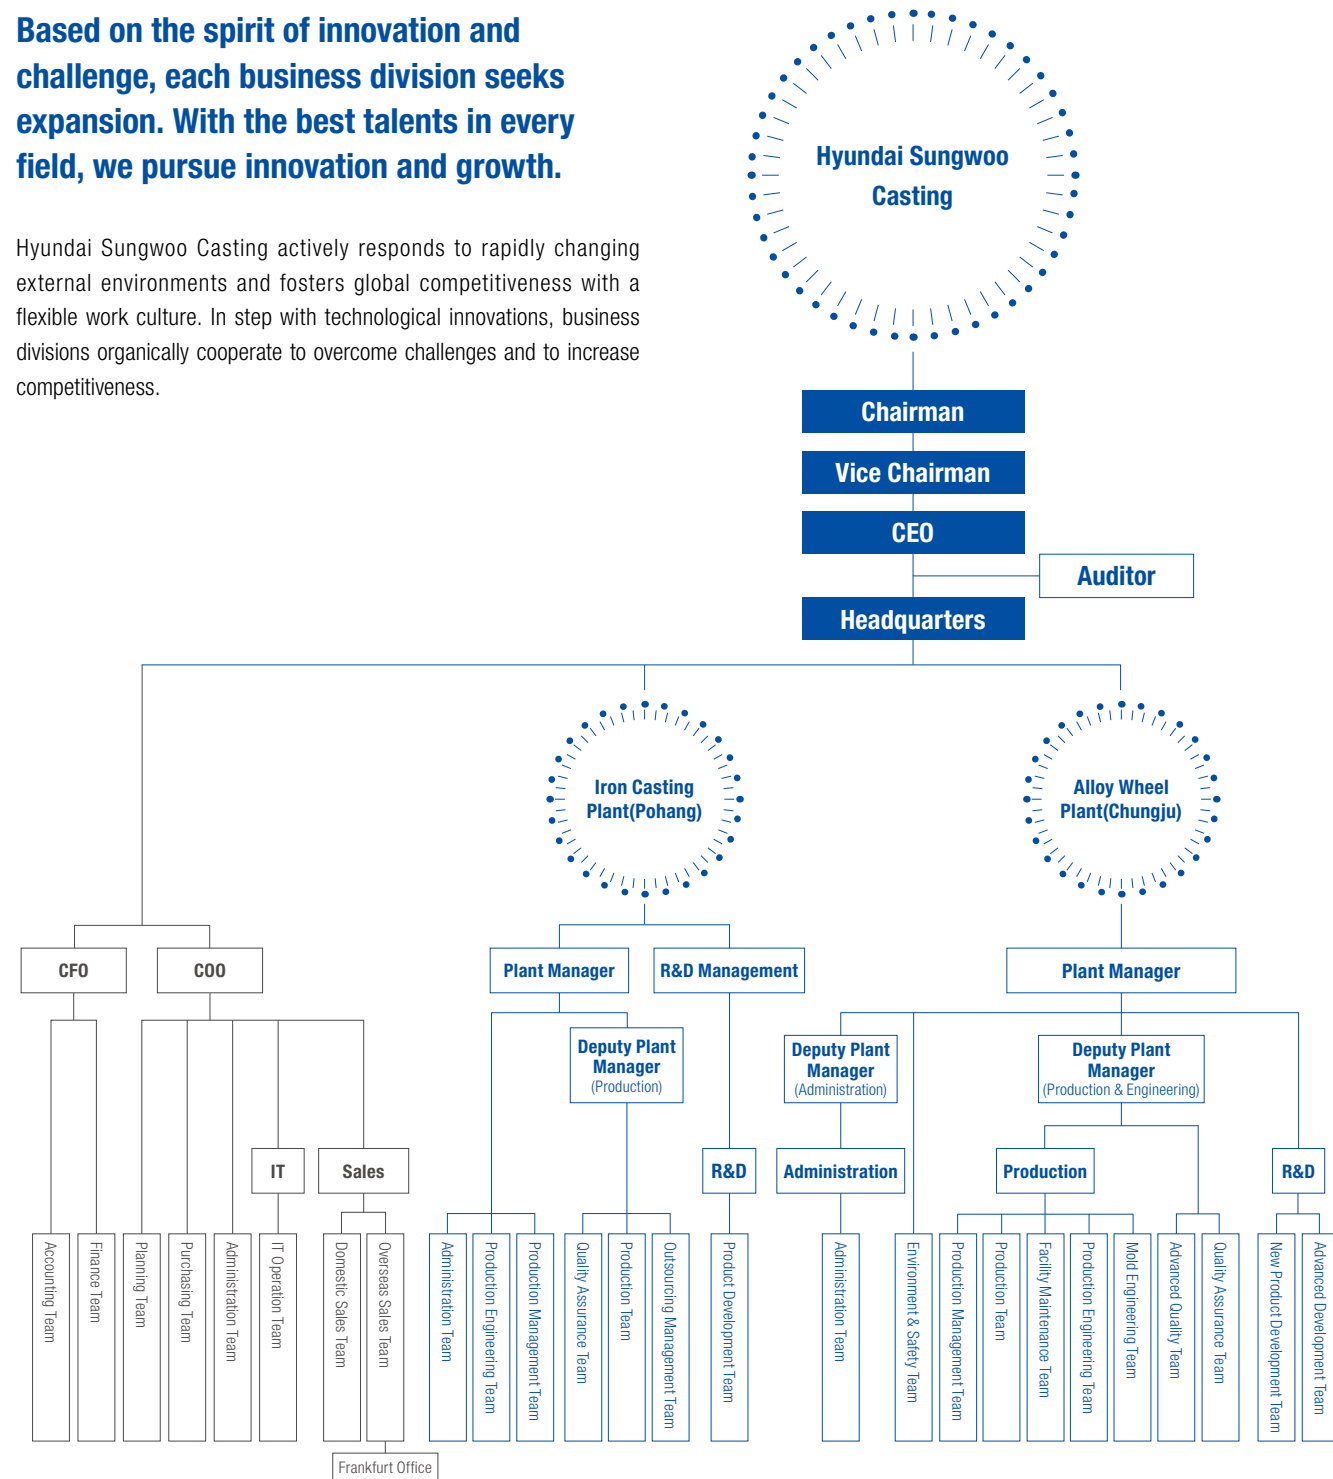 Based on the spirit of innovation and
challenge, each business division seeks
expansion. With the best talents in every
field, we pursue innovation and growth.
Hyundai Sungwoo Casting actively responds to rapidly changing
external environments and fosters global competitiveness with a
flexible work culture. In step with technological innovations, business
divisions organically cooperate to overcome challenges and to increase
competitiveness.
Hyundai Sungwoo
Casting
Chairman
Vice Chairman
CEO
Auditor
Headquarters
Iron Casting
Plant(Pohang)
Alloy Wheel
Plant(Chungju)
CFO
COO
Plant Manager
R&D Management
Plant Manager
Deputy Plant
Manager
(Production)
Deputy Plant
Manager
(Administration)
Deputy Plant
Manager
(Production & Engineering)
IT
Sales
R&D
Administration
Production
R&D
Accounting Team
Finance Team
Planning Team
Purchasing Team
Administration Team
IT Operation Team
Domestic Sales Team
Overseas Sales Team
Administration Team
Production Engineering Team
Production Management Team
Quality Assurance Team
Production Team
Outsourcing Management Team
Product Development Team
Administration Team
Environment & Safety Team
Production Management Team
Production Team
Facility Maintenance Team
Production Engineering Team
Mold Engineering Team
Advanced Quality Team
Quality Assurance Team
New Product Development Team
Advanced Development Team
Frankfurt Office